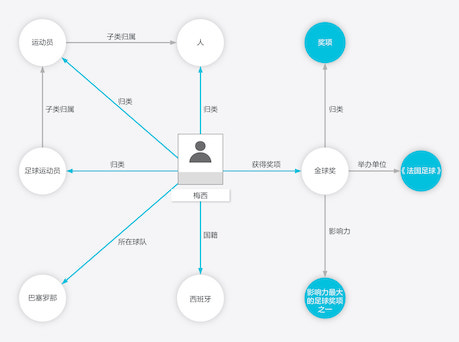 运动员
子类归属
人
奖项
归类
归类
归类
子类归属
足球运动员
归类
获得奖项
金球奖
举办单位
《法国足球》
梅西
所在球队
国籍
影响力
巴塞罗那
西班牙
影响力最大
的足球奖项
之一